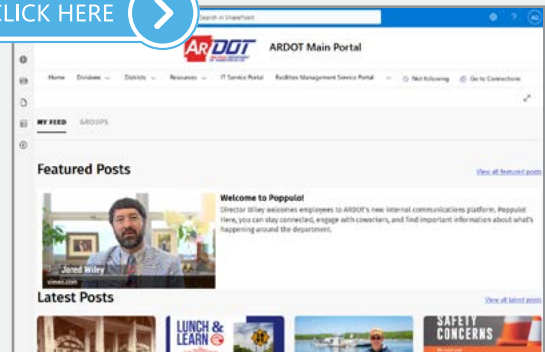 CLICK HERE
Search in SharePoint
?
ARDOT
ARDOT Main Portal
Home Divisions Districts Resources IT Service Portal Facilities Management Service Portal ... Not following Go to Connections
MY FEED GROUPS
Featured Posts
View all featured posts
Welcome to Poppulo!
Director Wiley welcomes employees to ARDOT's new internal communications platform, Poppulo!
Here, you can stay connected, engage with coworkers, and find important information about what's
happening around the department.
Jared Wiley
vimeo.com
Latest Posts
View all latest posts
LUNCH &
LEARN
SAFETY
CONCERNS